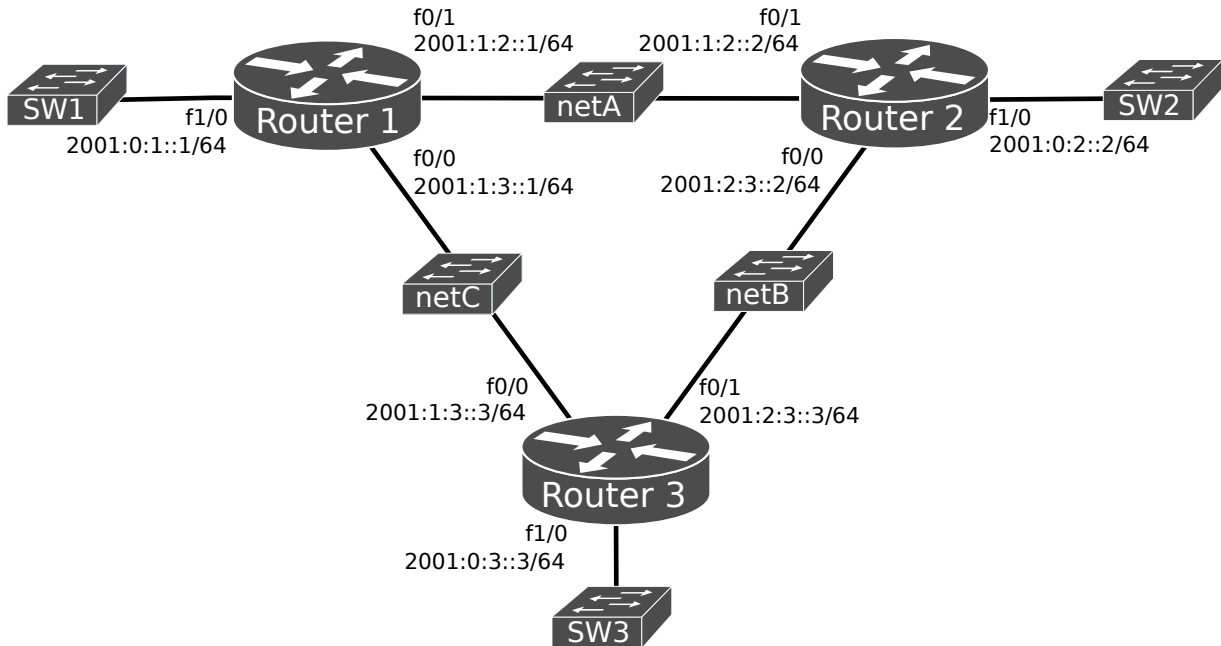 f0/1
2001:1:2::1/64
f0/1
2001:1:2::2/64
SW1
Router 1
netA
Router 2
SW2
f1/0
2001:0:1::1/64
f1/0
2001:0:2::2/64
f0/0
2001:1:3::1/64
f0/0
2001:2:3::2/64
netC
netB
f0/0
2001:1:3::3/64
f0/1
2001:2:3::3/64
Router 3
f1/0
2001:0:3::3/64
SW3